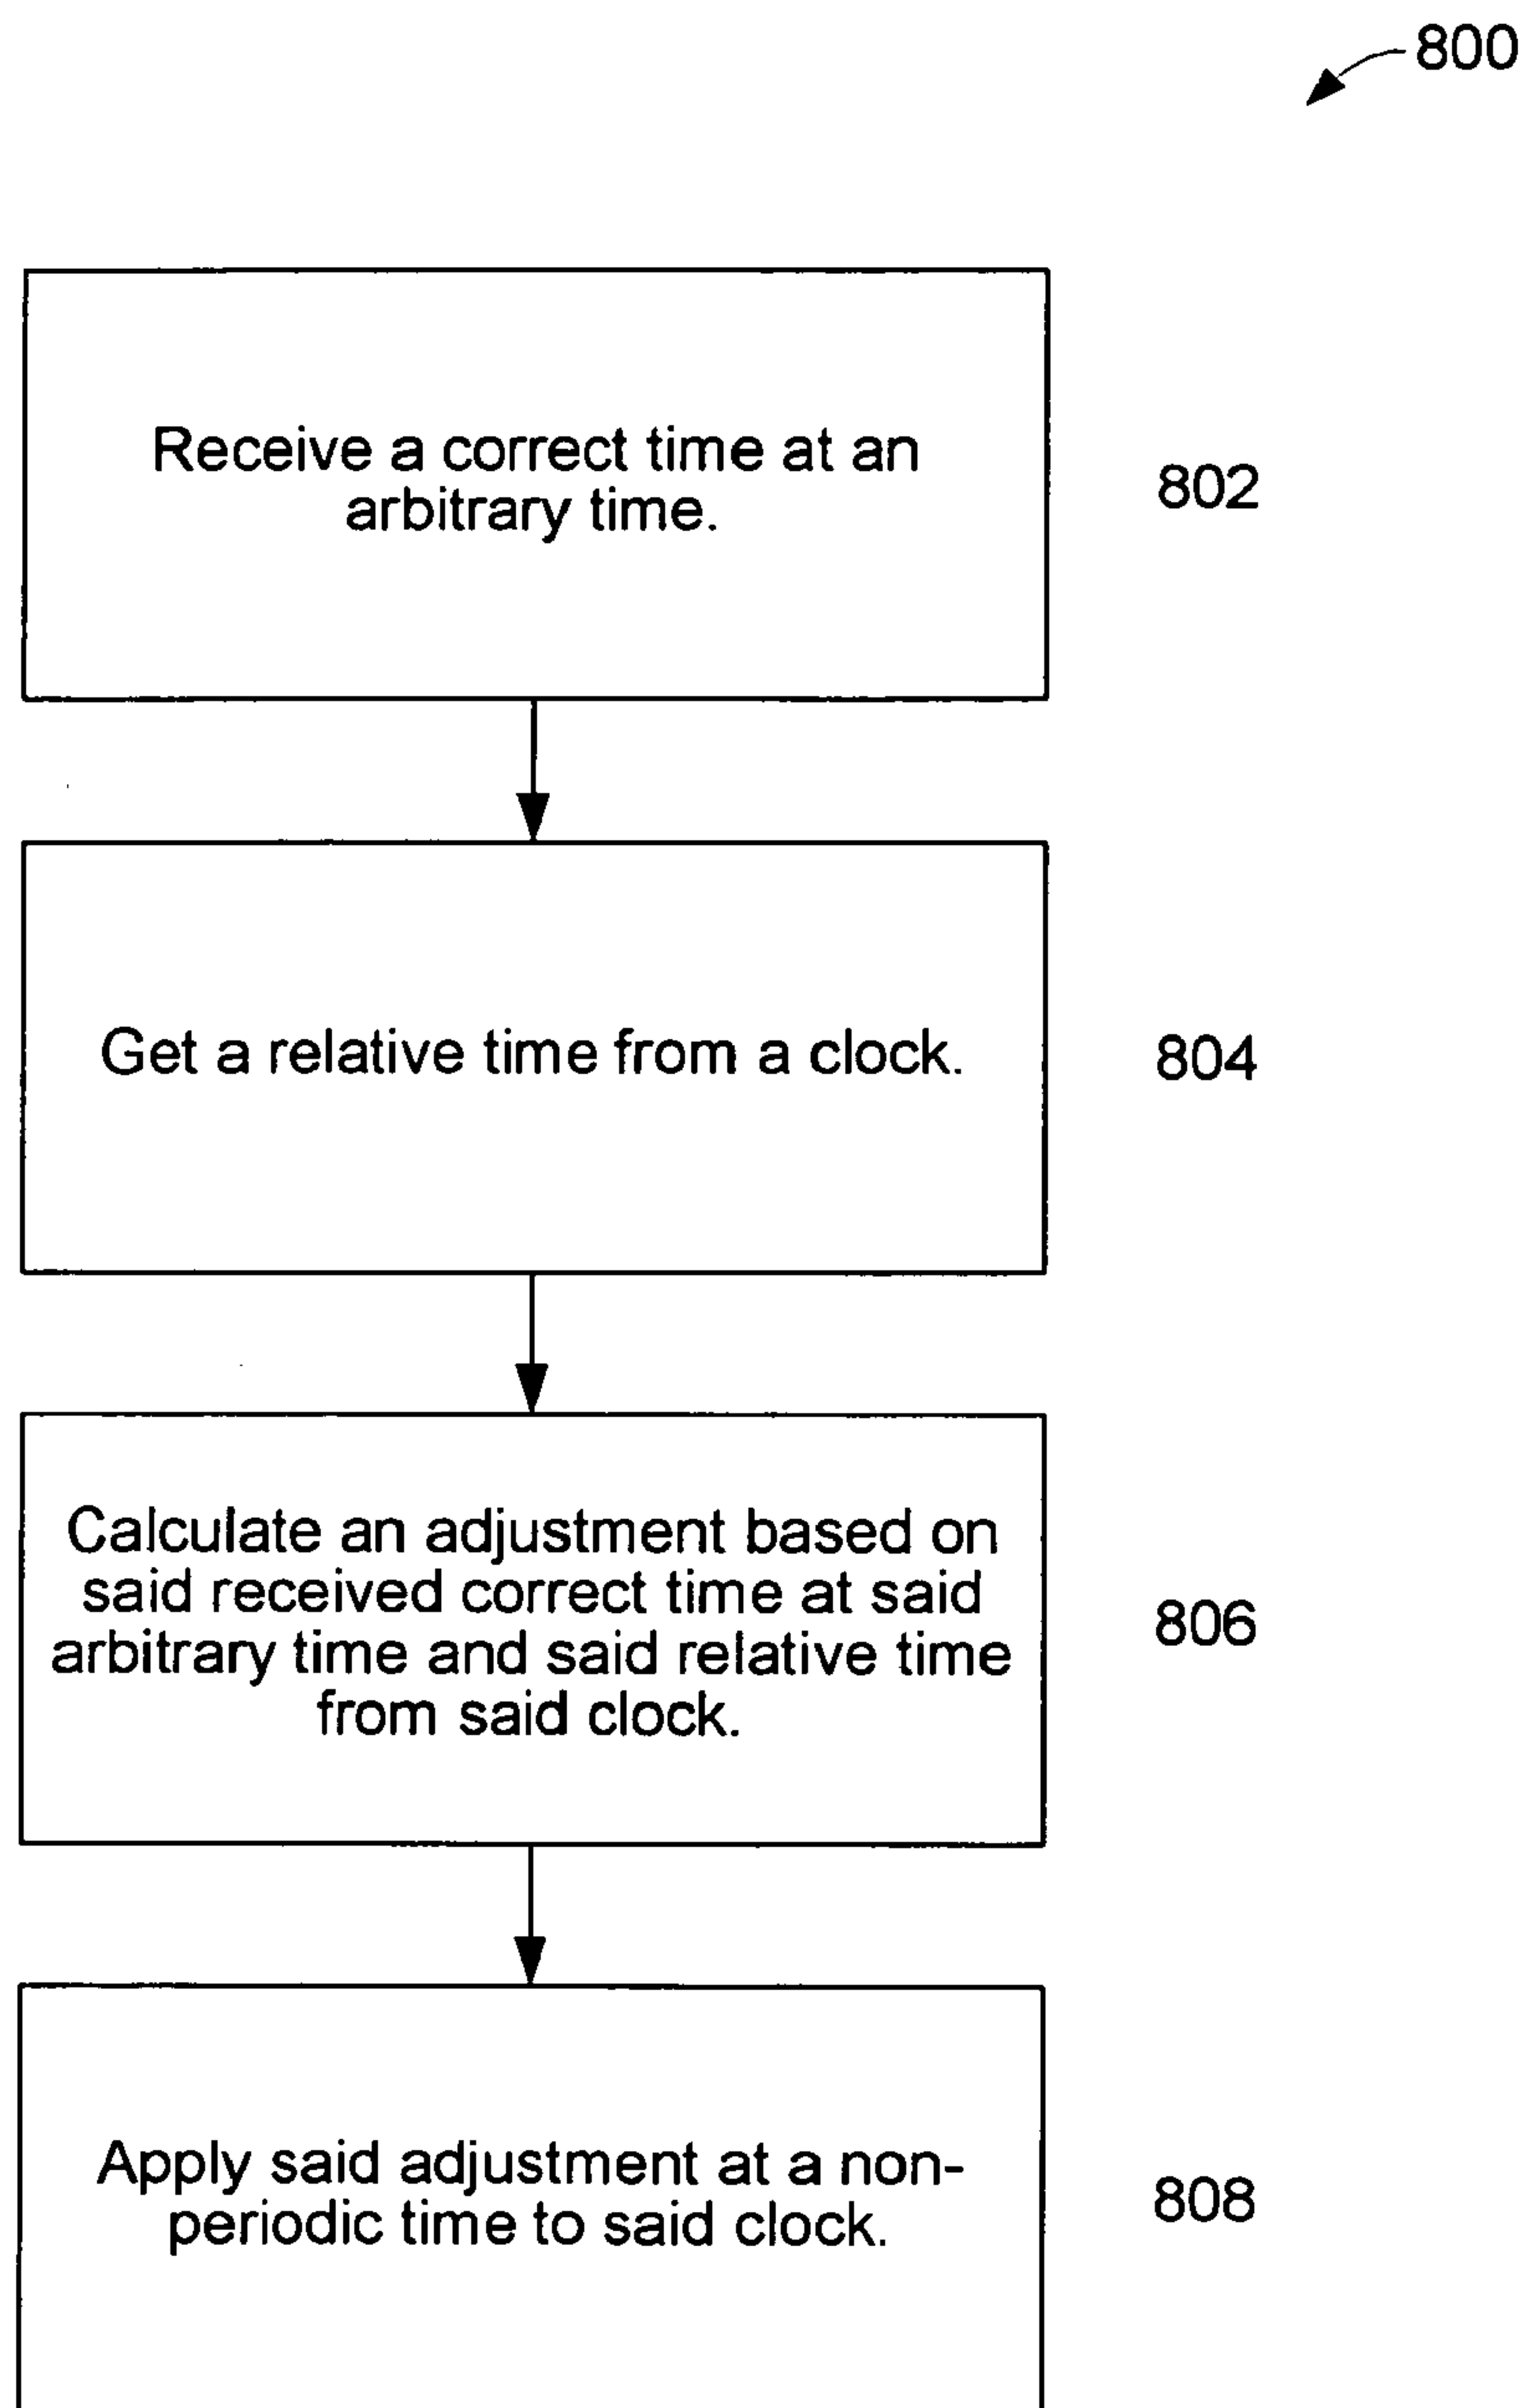 800
Receive a correct time at an
arbitrary time.
802
Get a relative time from a clock.
804
Calculate an adjustment based on
said received correct time at said
arbitrary time and said relative time
from said clock.
806
Apply said adjustment at a non-
periodic time to said clock.
808